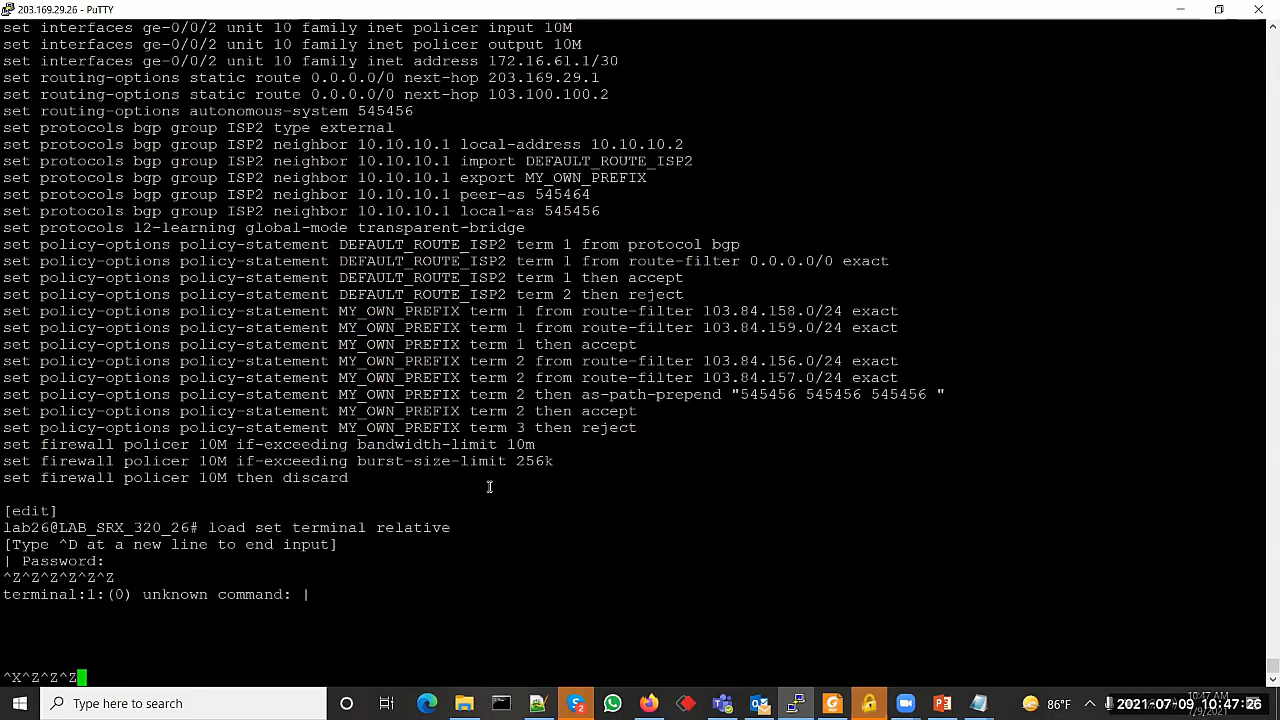 203.169.29.26 - PuTTY
set interfaces ge-0/0/2 unit 10 family inet policer input 10M
set interfaces ge-0/0/2 unit 10 family inet policer output 10M
set interfaces ge-0/0/2 unit 10 family inet address 172.16.61.1/30
set routing-options static route 0.0.0.0/0 next-hop 203.169.29.1
set routing-options static route 0.0.0.0/0 next-hop 103.100.100.2
set routing-options autonomous-system 545456
set protocols bgp group ISP2 type external
set protocols bgp group ISP2 neighbor 10.10.10.1 local-address 10.10.10.2
set protocols bgp group ISP2 neighbor 10.10.10.1 import DEFAULT_ROUTE_ISP2
set protocols bgp group ISP2 neighbor 10.10.10.1 export MY_OWN_PREFIX
set protocols bgp group ISP2 neighbor 10.10.10.1 peer-as 545464
set protocols bgp group ISP2 neighbor 10.10.10.1 local-as 545456
set protocols l2-learning global-mode transparent-bridge
set policy-options policy-statement DEFAULT_ROUTE_ISP2 term 1 from protocol bgp
set policy-options policy-statement DEFAULT_ROUTE_ISP2 term 1 from route-filter 0.0.0.0/0 exact
set policy-options policy-statement DEFAULT_ROUTE_ISP2 term 1 then accept
set policy-options policy-statement DEFAULT_ROUTE_ISP2 term 2 then reject
set policy-options policy-statement MY_OWN_PREFIX term 1 from route-filter 103.84.158.0/24 exact
set policy-options policy-statement MY_OWN_PREFIX term 1 from route-filter 103.84.159.0/24 exact
set policy-options policy-statement MY_OWN_PREFIX term 1 then accept
set policy-options policy-statement MY_OWN_PREFIX term 2 from route-filter 103.84.156.0/24 exact
set policy-options policy-statement MY_OWN_PREFIX term 2 from route-filter 103.84.157.0/24 exact
set policy-options policy-statement MY_OWN_PREFIX term 2 then as-path-prepend "545456 545456 545456 "
set policy-options policy-statement MY_OWN_PREFIX term 2 then accept
set policy-options policy-statement MY_OWN_PREFIX term 3 then reject
set firewall policer 10M if-exceeding bandwidth-limit 10m
set firewall policer 10M if-exceeding burst-size-limit 256k
set firewall policer 10M then discard
[edit]
lab26@LAB_SRX_320_26# load set terminal relative
[Type ^D at a new line to end input]
| Password:
^Z^Z^Z^Z^Z^Z
terminal:1:(0) unknown command: |
^X^Z^Z^Z
Type here to search
86°F
2021-07-09 10:47:26